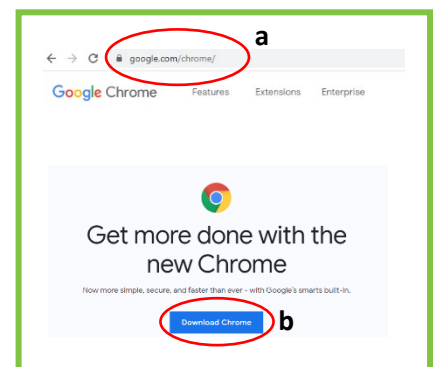 a
google.com/chrome/
Google Chrome Features Extensions Enterprise
Get more done with the
new Chrome
Now more simple, secure, and faster than ever - with Google's smarts built-in.
Download Chrome b